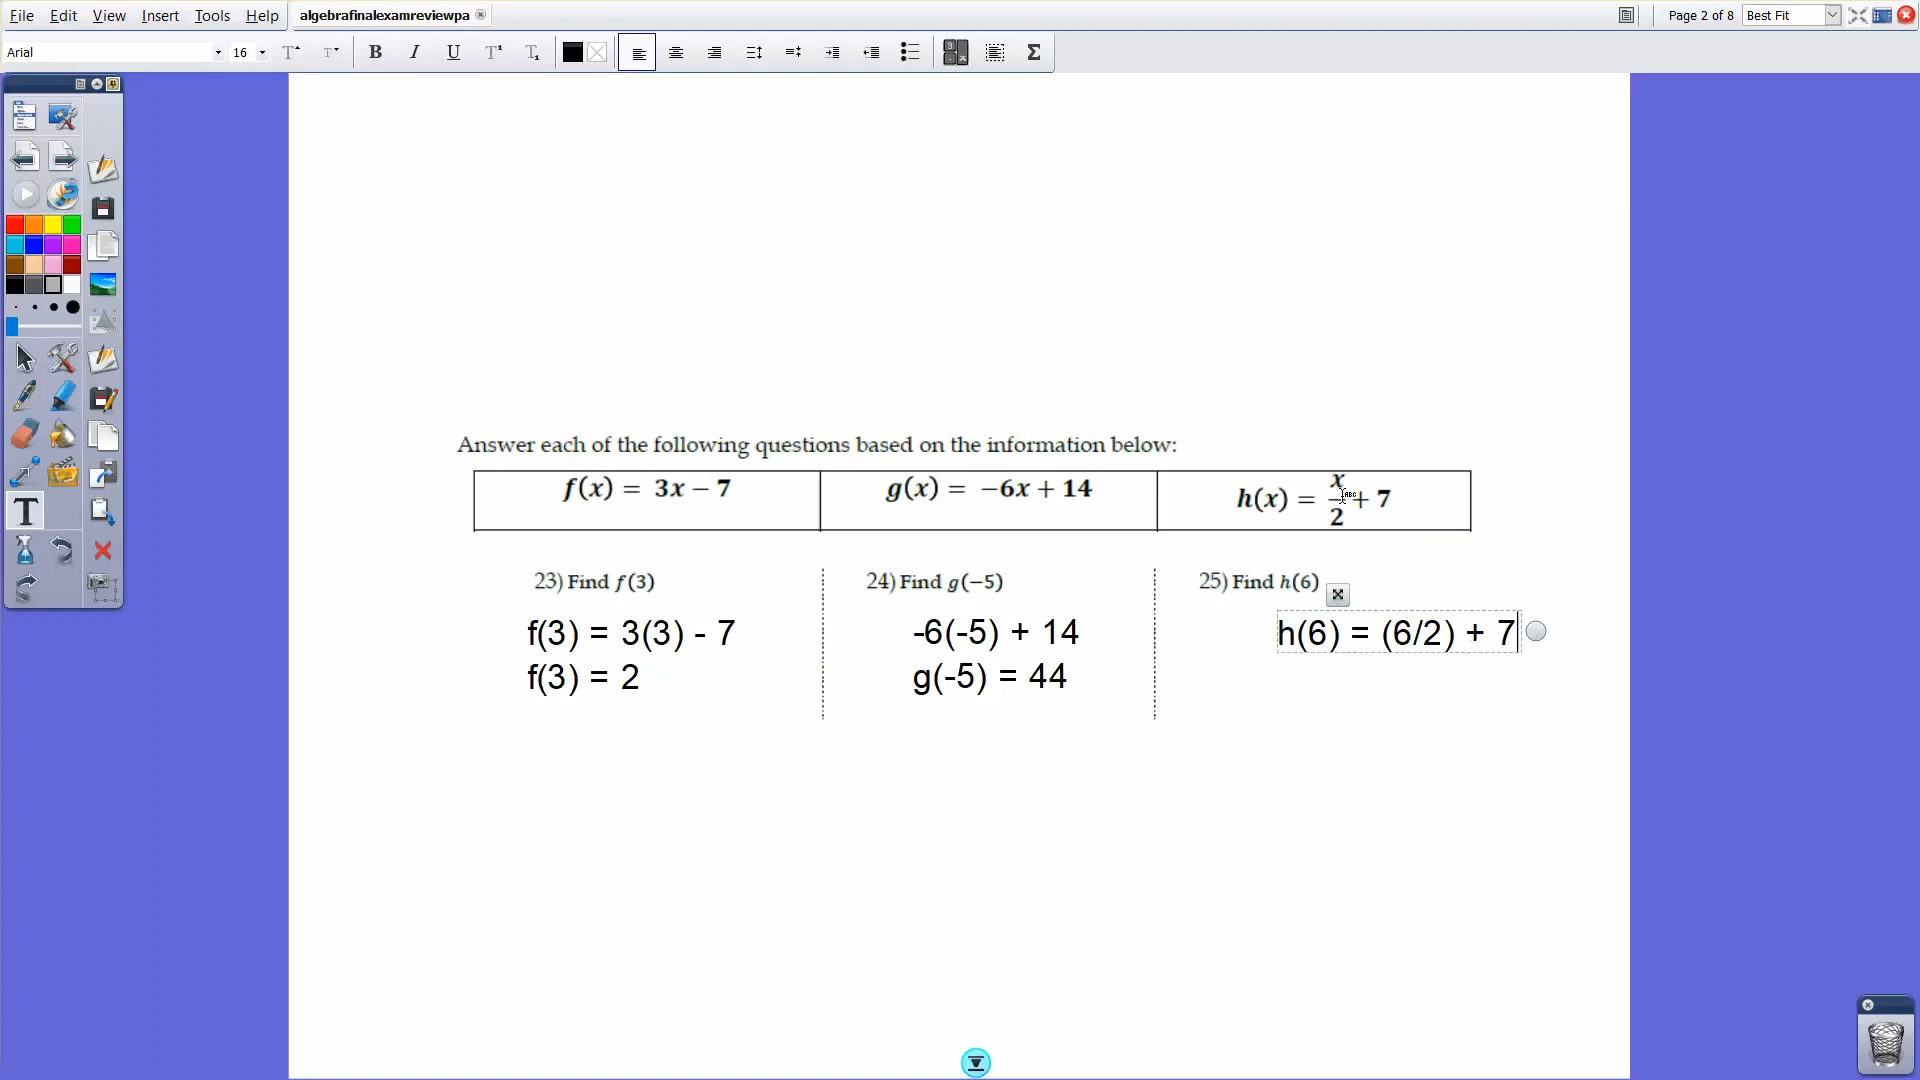 File Edit View Insert Tools Help algebrafinalexamreviewpa Page 2 of 8 Best Fit
Arial 16 T T B I U T¹ T₁ Σ
Answer each of the following questions based on the information below:
f(x) = 3x − 7 g(x) = −6x + 14 h(x) = x/2 + 7
23) Find f(3) 24) Find g(−5) 25) Find h(6)
f(3) = 3(3) - 7 -6(-5) + 14 h(6) = (6/2) + 7
f(3) = 2 g(-5) = 44
T